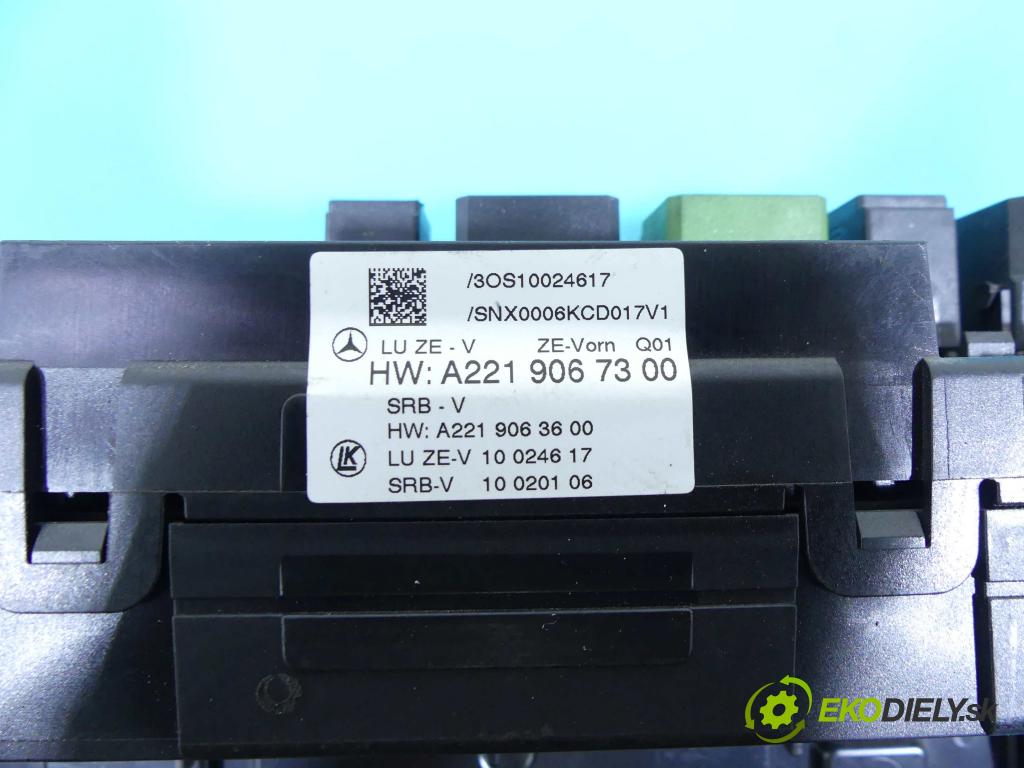 /3OS10024617
/SNX0006KCD017V1
LU ZE - V ZE-Vorn Q01
HW: A221 906 73 00
SRB - V
HW: A221 906 36 00
LK
LU ZE-V 10 0246 17
SRB-V 10 0201 06
EKODIELY.sk